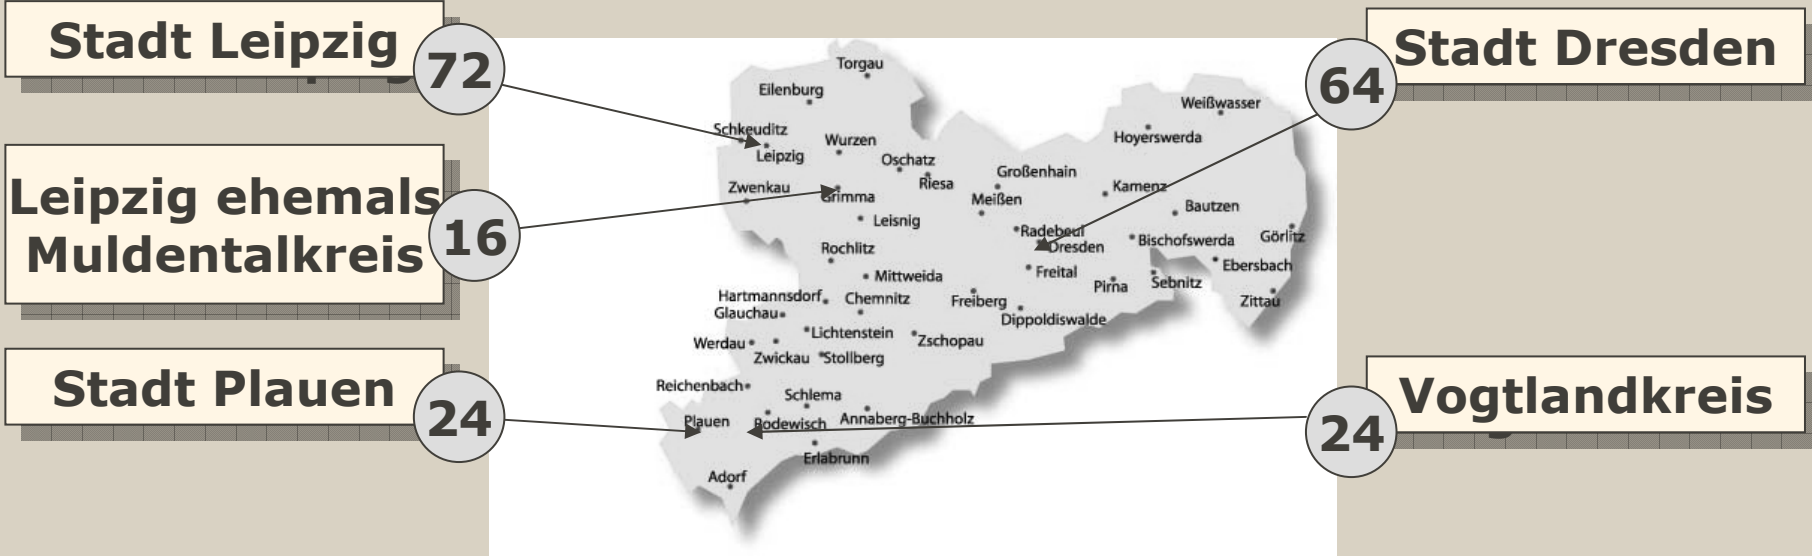 Stadt Leipzig
72
Leipzig ehemals
Muldentalkreis
16
Stadt Plauen
24
Stadt Dresden
64
Vogtlandkreis
24
Torgau
Eilenburg
Weißwasser
Schkeuditz
Wurzen
Hoyerswerda
Leipzig
Oschatz
Großenhain
Riesa
Zwenkau
Kamenz
Grimma
Meißen
Bautzen
Leisnig
Radebeul
Görlitz
Bischofswerda
Dresden
Rochlitz
Ebersbach
Freital
Mittweida
Sebnitz
Pirna
Hartmannsdorf
Chemnitz
Freiberg
Zittau
Glauchau
Dippoldiswalde
Lichtenstein
Zschopau
Werdau
Zwickau
Stollberg
Reichenbach
Schlema
Plauen
Rodewisch
Annaberg-Buchholz
Erlabrunn
Adorf